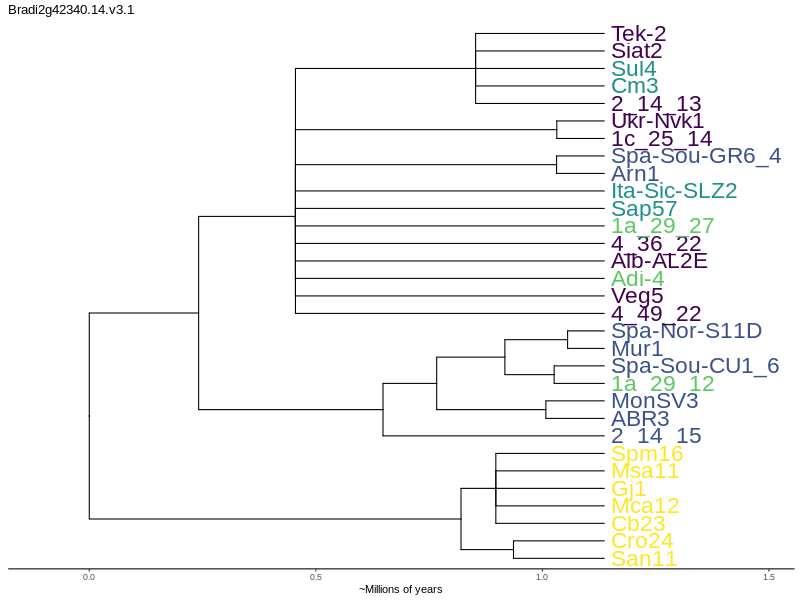 Bradi2g42340.14.v3.1
Tek-2
Siat2
Sul4
Cm3
2_14_13
Ukr-Nvk1
1c_25_14
Spa-Sou-GR6_4
Arn1
Ita-Sic-SLZ2
Sap57
1a_29_27
4_36_22
Alb-AL2E
Adi-4
Veg5
4_49_22
Spa-Nor-S11D
Mur1
Spa-Sou-CU1_6
1a_29_12
MonSV3
ABR3
2_14_15
Spm16
Msa11
Gj1
Mca12
Cb23
Cro24
San11
0.0 0.5 1.0 1.5
~Millions of years